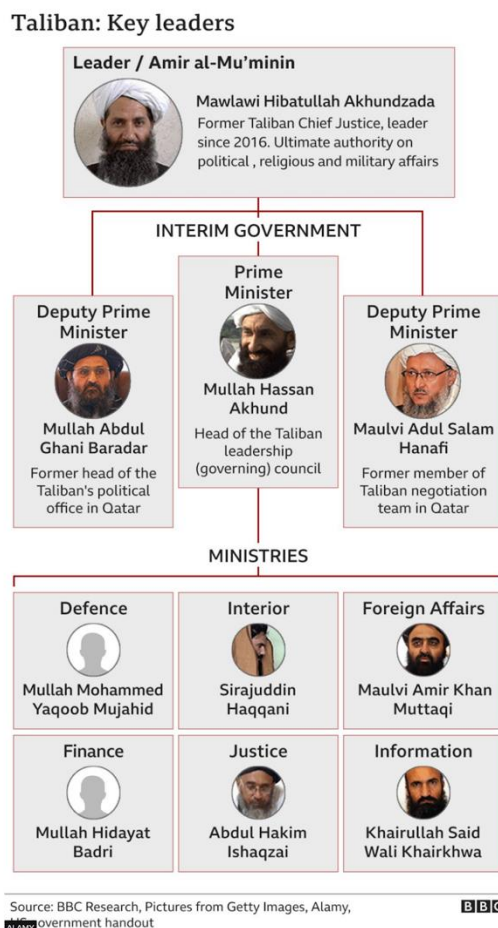 Taliban: Key leaders
Leader / Amir al-Mu'minin
Mawlawi Hibatullah Akhundzada
Former Taliban Chief Justice, leader
since 2016. Ultimate authority on
political , religious and military affairs
INTERIM GOVERNMENT
Deputy Prime
Minister
Mullah Abdul
Ghani Baradar
Former head of the
Taliban's political
office in Qatar
Prime
Minister
Mullah Hassan
Akhund
Head of the Taliban
leadership
(governing) council
Deputy Prime
Minister
Maulvi Adul Salam
Hanafi
Former member of
Taliban negotiation
team in Qatar
MINISTRIES
Defence
Mullah Mohammed
Yaqoob Mujahid
Interior
Sirajuddin
Haqqani
Foreign Affairs
Maulvi Amir Khan
Muttaqi
Finance
Mullah Hidayat
Badri
Justice
Abdul Hakim
Ishaqzai
Information
Khairullah Said
Wali Khairkhwa
Source: BBC Research, Pictures from Getty Images, Alamy,
US government handout
BBC
ALAMY